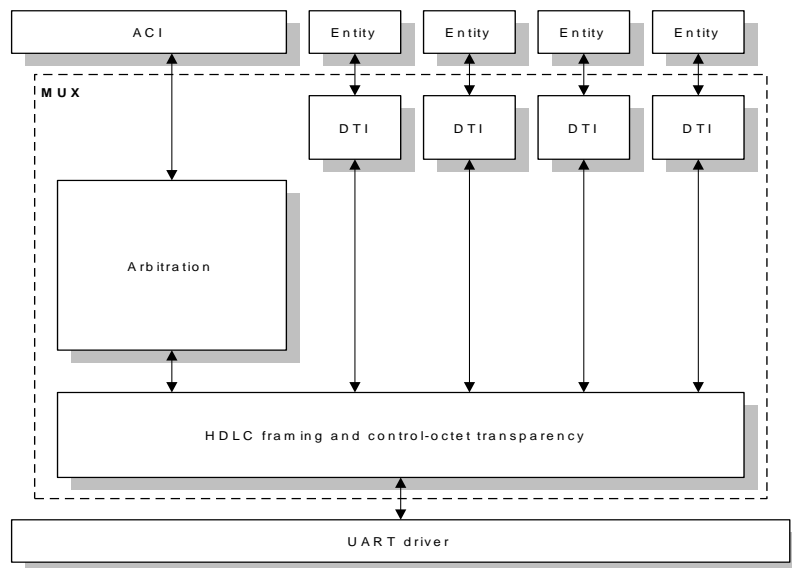 ACI
Entity
Entity
Entity
Entity
MUX
DTI
DTI
DTI
DTI
Arbitration
HDLC framing and control-octet transparency
UART driver